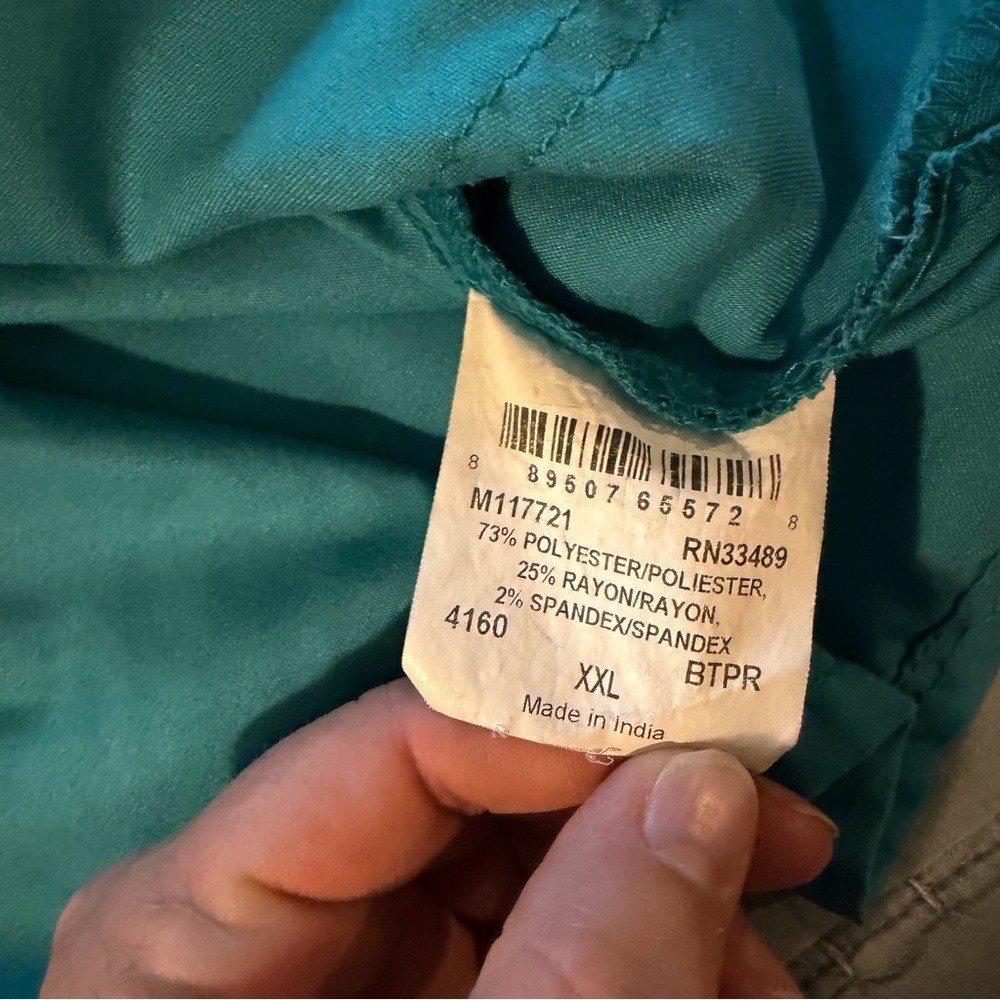 8 89507 65572 8
M117721
RN33489
73% POLYESTER/POLIESTER,
25% RAYON/RAYON,
2% SPANDEX/SPANDEX
4160
BTPR
XXL
Made in India